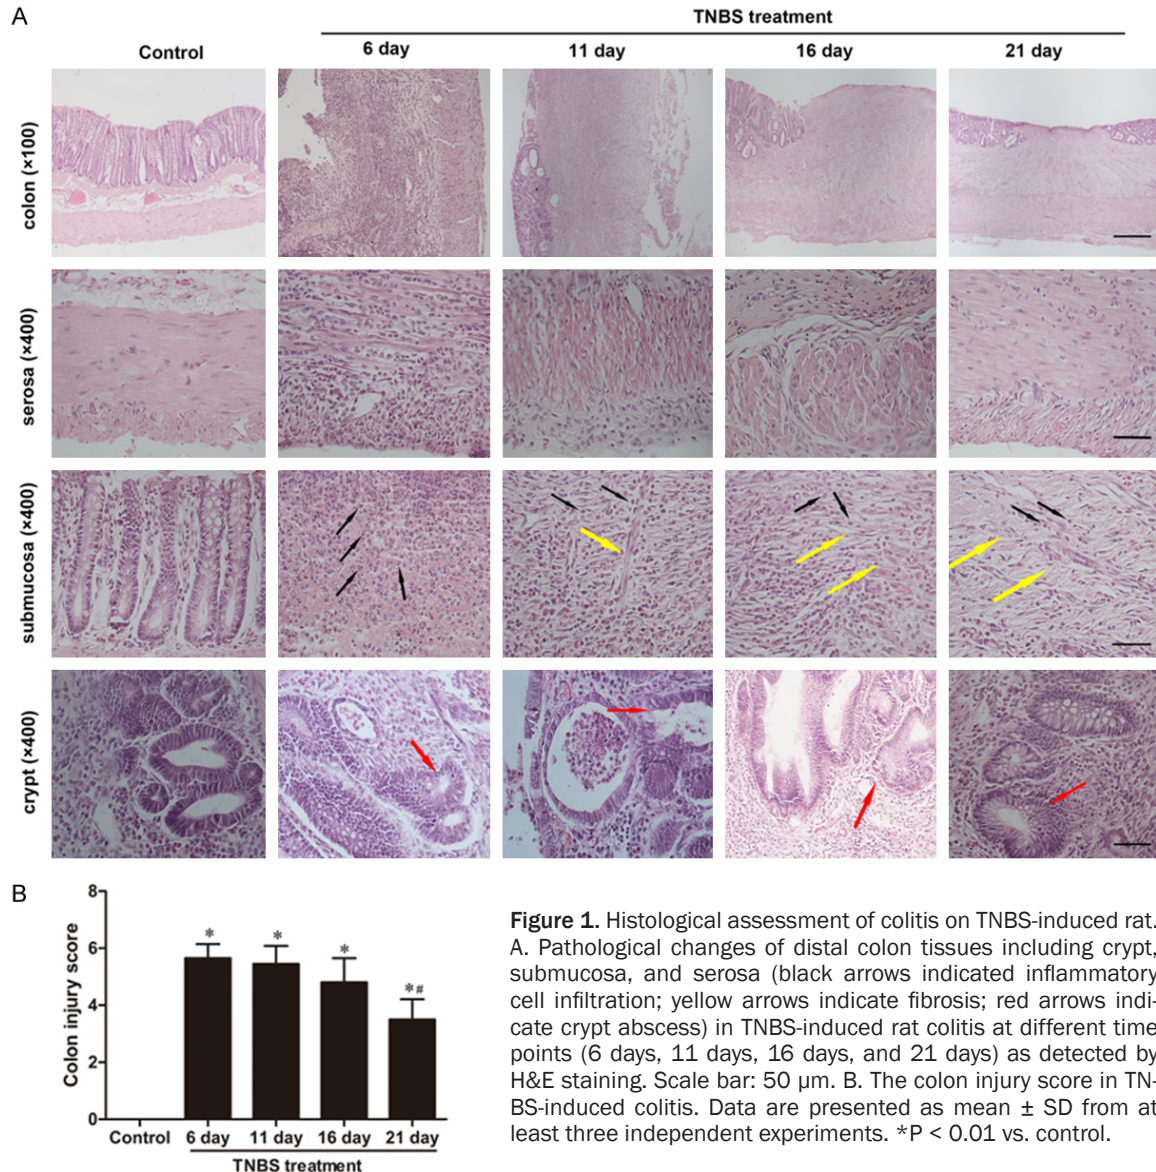 A
TNBS treatment
Control
6 day
11 day
16 day
21 day
colon (×100)
serosa (×400)
submucosa (×400)
crypt (×400)
B
Colon injury score
8
6
4
2
0
*
*
*
*#
Control
6 day
11 day
16 day
21 day
TNBS treatment
Figure 1. Histological assessment of colitis on TNBS-induced rat.
A. Pathological changes of distal colon tissues including crypt,
submucosa, and serosa (black arrows indicated inflammatory
cell infiltration; yellow arrows indicate fibrosis; red arrows indi-
cate crypt abscess) in TNBS-induced rat colitis at different time
points (6 days, 11 days, 16 days, and 21 days) as detected by
H&E staining. Scale bar: 50 µm. B. The colon injury score in TN-
BS-induced colitis. Data are presented as mean ± SD from at
least three independent experiments. *P < 0.01 vs. control.